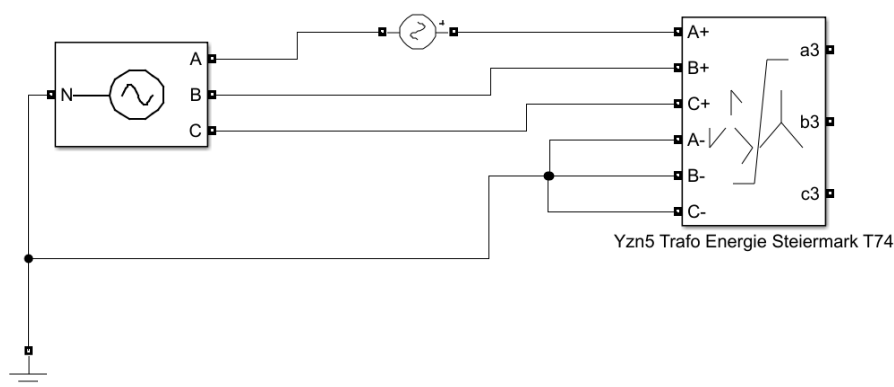 A
B
C
N
+
A+
B+
C+
A-
B-
C-
a3
b3
c3
Yzn5 Trafo Energie Steiermark T74